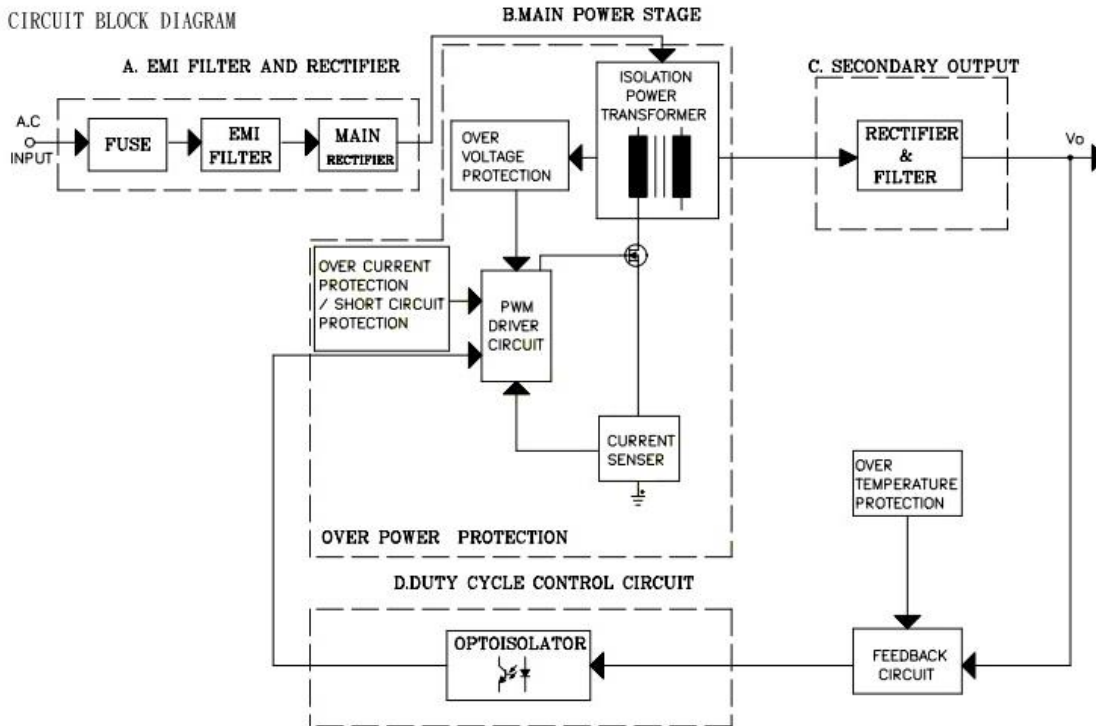 CIRCUIT BLOCK DIAGRAM
B.MAIN POWER STAGE
A. EMI FILTER AND RECTIFIER
C. SECONDARY OUTPUT
A.C
INPUT
FUSE
EMI
FILTER
MAIN
RECTIFIER
OVER
VOLTAGE
PROTECTION
ISOLATION
POWER
TRANSFORMER
RECTIFIER
&
FILTER
Vo
OVER CURRENT
PROTECTION
/ SHORT CIRCUIT
PROTECTION
PWM
DRIVER
CIRCUIT
CURRENT
SENSER
OVER
TEMPERATURE
PROTECTION
OVER POWER PROTECTION
D.DUTY CYCLE CONTROL CIRCUIT
OPTOISOLATOR
FEEDBACK
CIRCUIT